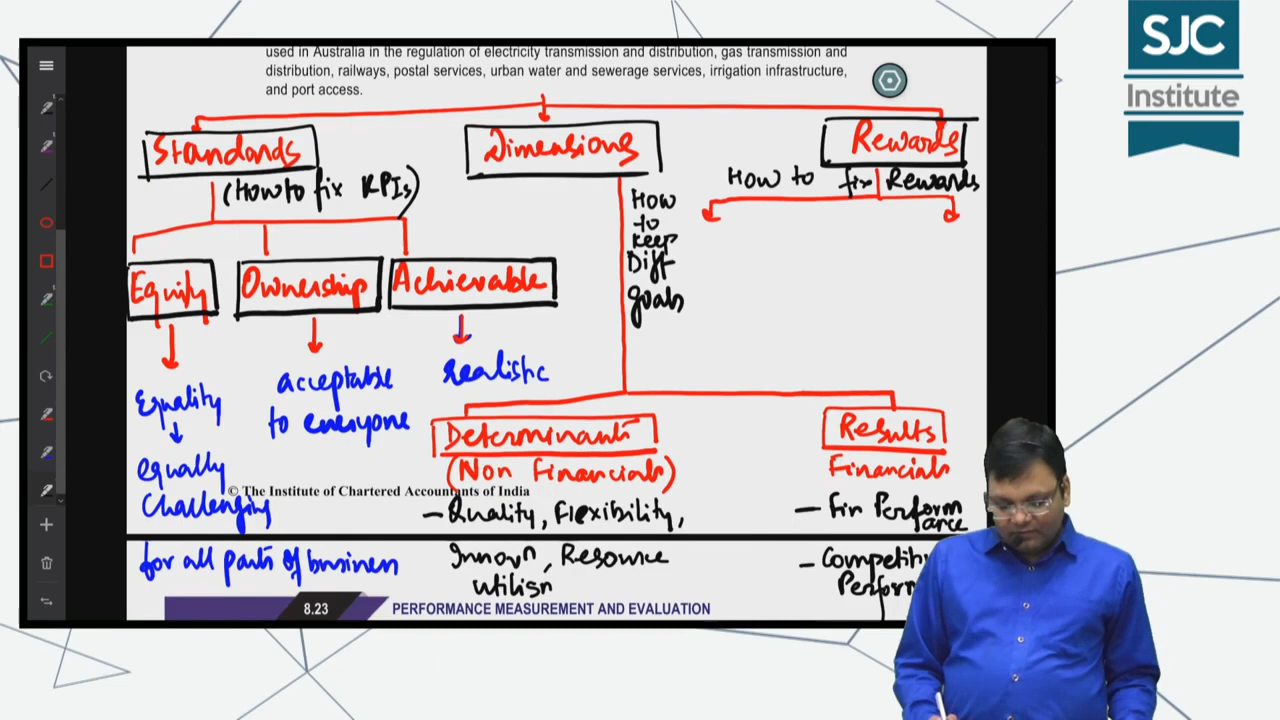 SJC
Institute
used in Australia in the regulation of electricity transmission and distribution, gas transmission and
distribution, railways, postal services, urban water and sewerage services, irrigation infrastructure,
and port access.
Standards
(How to fix KPIs)
Dimensions
How
to
keep
Diff
goals
Rewards
How to fix Rewards
Equity
Ownership
Achievable
Equality
equally
challenging
for all parts of business
acceptable
to everyone
realistic
Determinants
(Non Financials)
- Quality, Flexibility,
Innovn, Resource
utilisn
Results
Financials
- Fin Perform
ance
- Competiti
Perfor
© The Institute of Chartered Accountants of India
8.23 PERFORMANCE MEASUREMENT AND EVALUATION